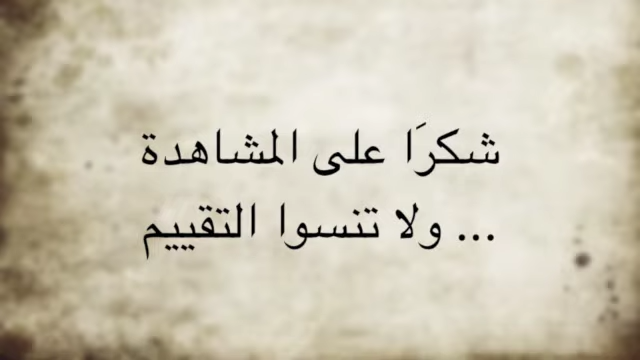 شكرَا على المشاهدة
... ولا تنسوا التقييم